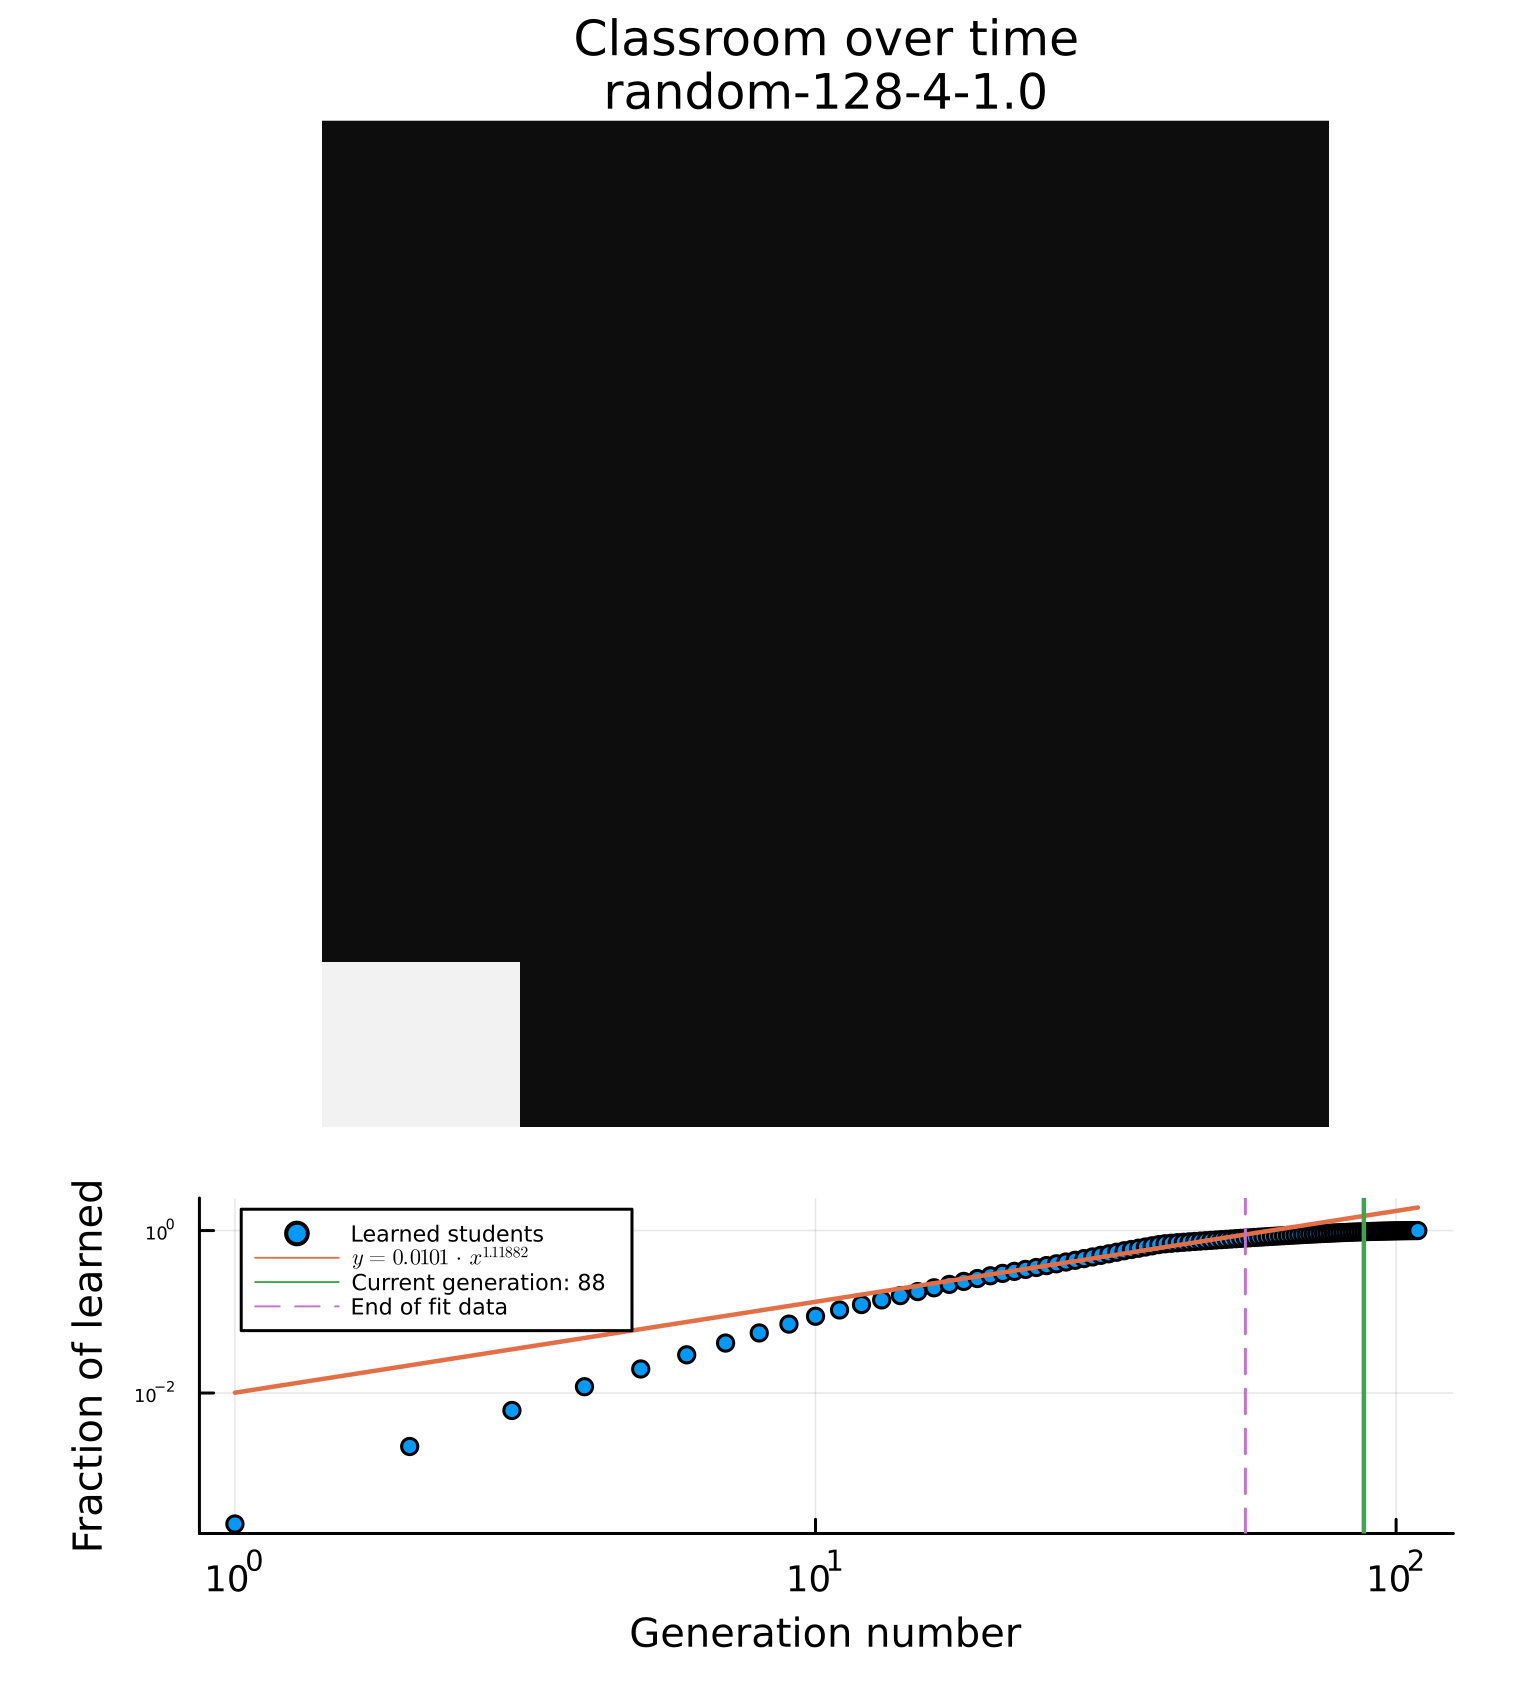 Classroom over time
random-128-4-1.0
Fraction of learned
10^0
10^-2
Learned students
y = 0.0101 · x^1.11882
Current generation: 88
End of fit data
10^0
10^1
10^2
Generation number